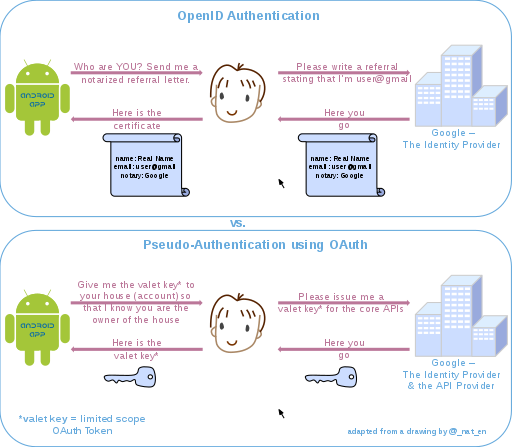 OpenID Authentication
Who are YOU? Send me a
notarized referral letter.
Please write a referral
stating that I'm user@gmail
ANDROID
APP
Here is the
certificate
Here you
go
name: Real Name
email: user@gmail
notary: Google
name: Real Name
email: user@gmail
notary: Google
Google —
The Identity Provider
vs.
Pseudo-Authentication using OAuth
Give me the valet key* to
your house (account) so
that I know you are the
owner of the house
Please issue me a
valet key* for the core APIs
ANDROID
APP
Here is the
valet key*
Here you
go
Google —
The Identity Provider
& the API Provider
*valet key = limited scope
OAuth Token
adapted from a drawing by @_nat_en